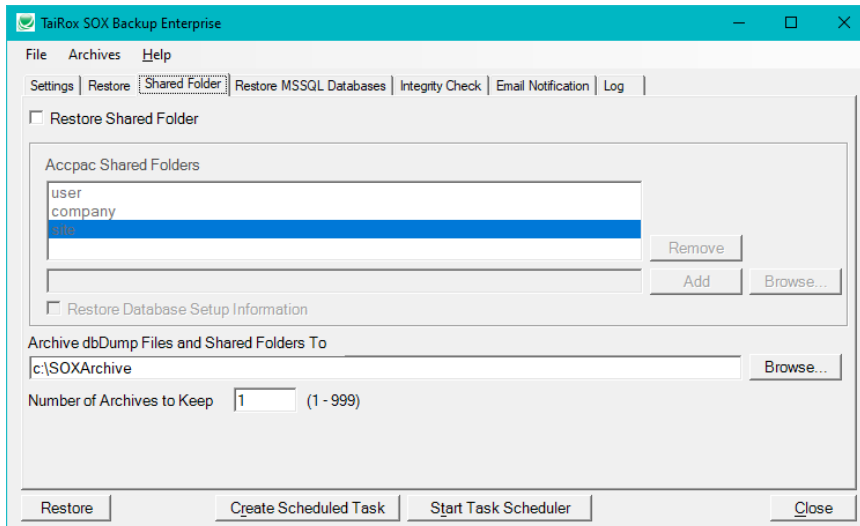 TaiRox SOX Backup Enterprise
File Archives Help
Settings Restore Shared Folder Restore MSSQL Databases Integrity Check Email Notification Log
Restore Shared Folder
Accpac Shared Folders
user
company
site
Remove
Add Browse...
Restore Database Setup Information
Archive dbDump Files and Shared Folders To
c:\SOXArchive Browse...
Number of Archives to Keep 1 (1 - 999)
Restore Create Scheduled Task Start Task Scheduler Close